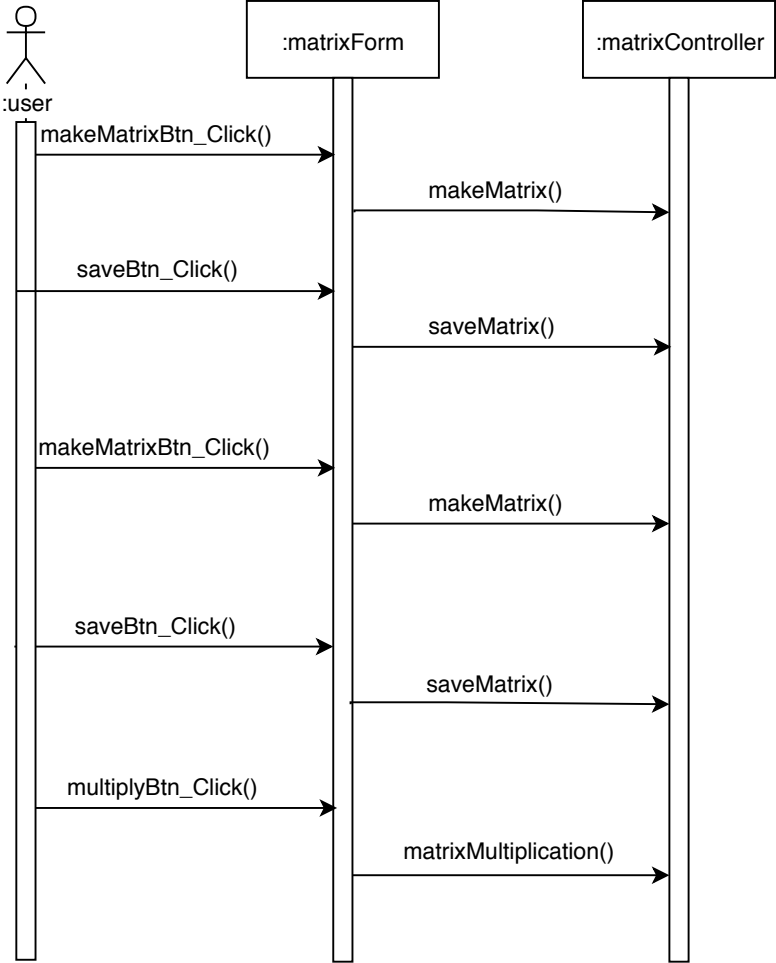 :matrixForm
:matrixController
:user
makeMatrixBtn_Click()
makeMatrix()
saveBtn_Click()
saveMatrix()
makeMatrixBtn_Click()
makeMatrix()
saveBtn_Click()
saveMatrix()
multiplyBtn_Click()
matrixMultiplication()